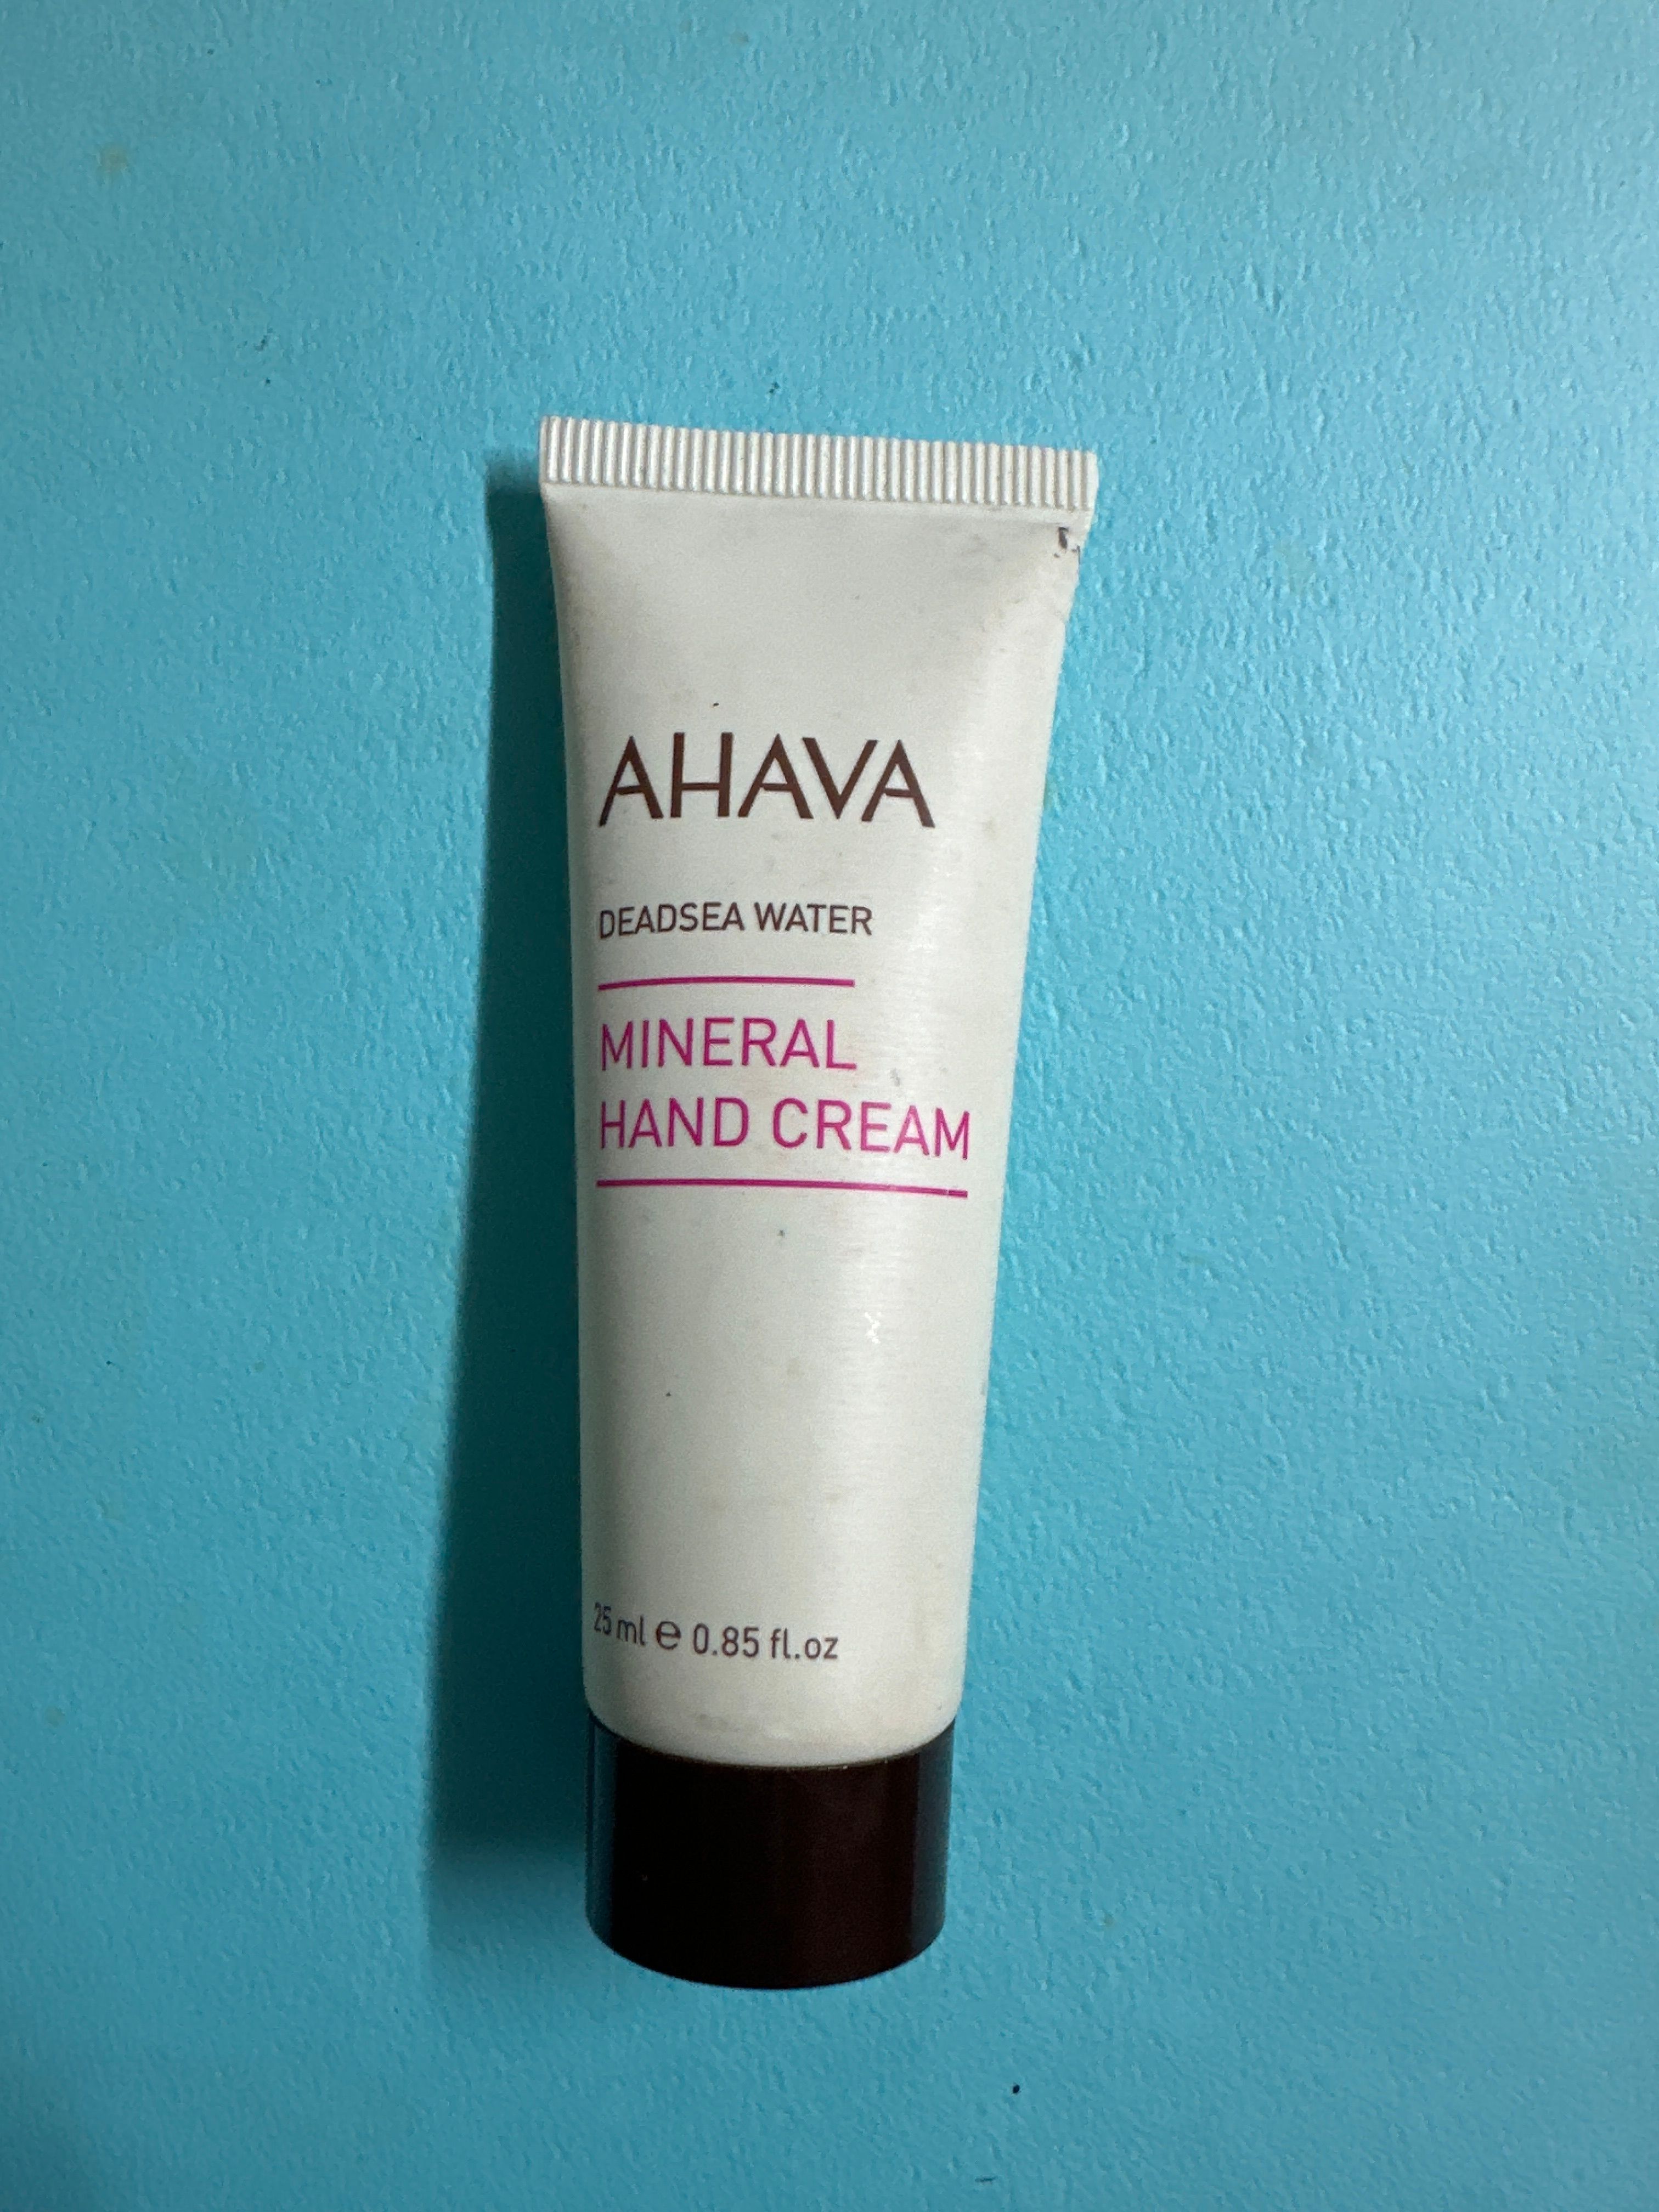 AHAVA
DEADSEA WATER
MINERAL
HAND CREAM
25 ml ℮ 0.85 fl.oz